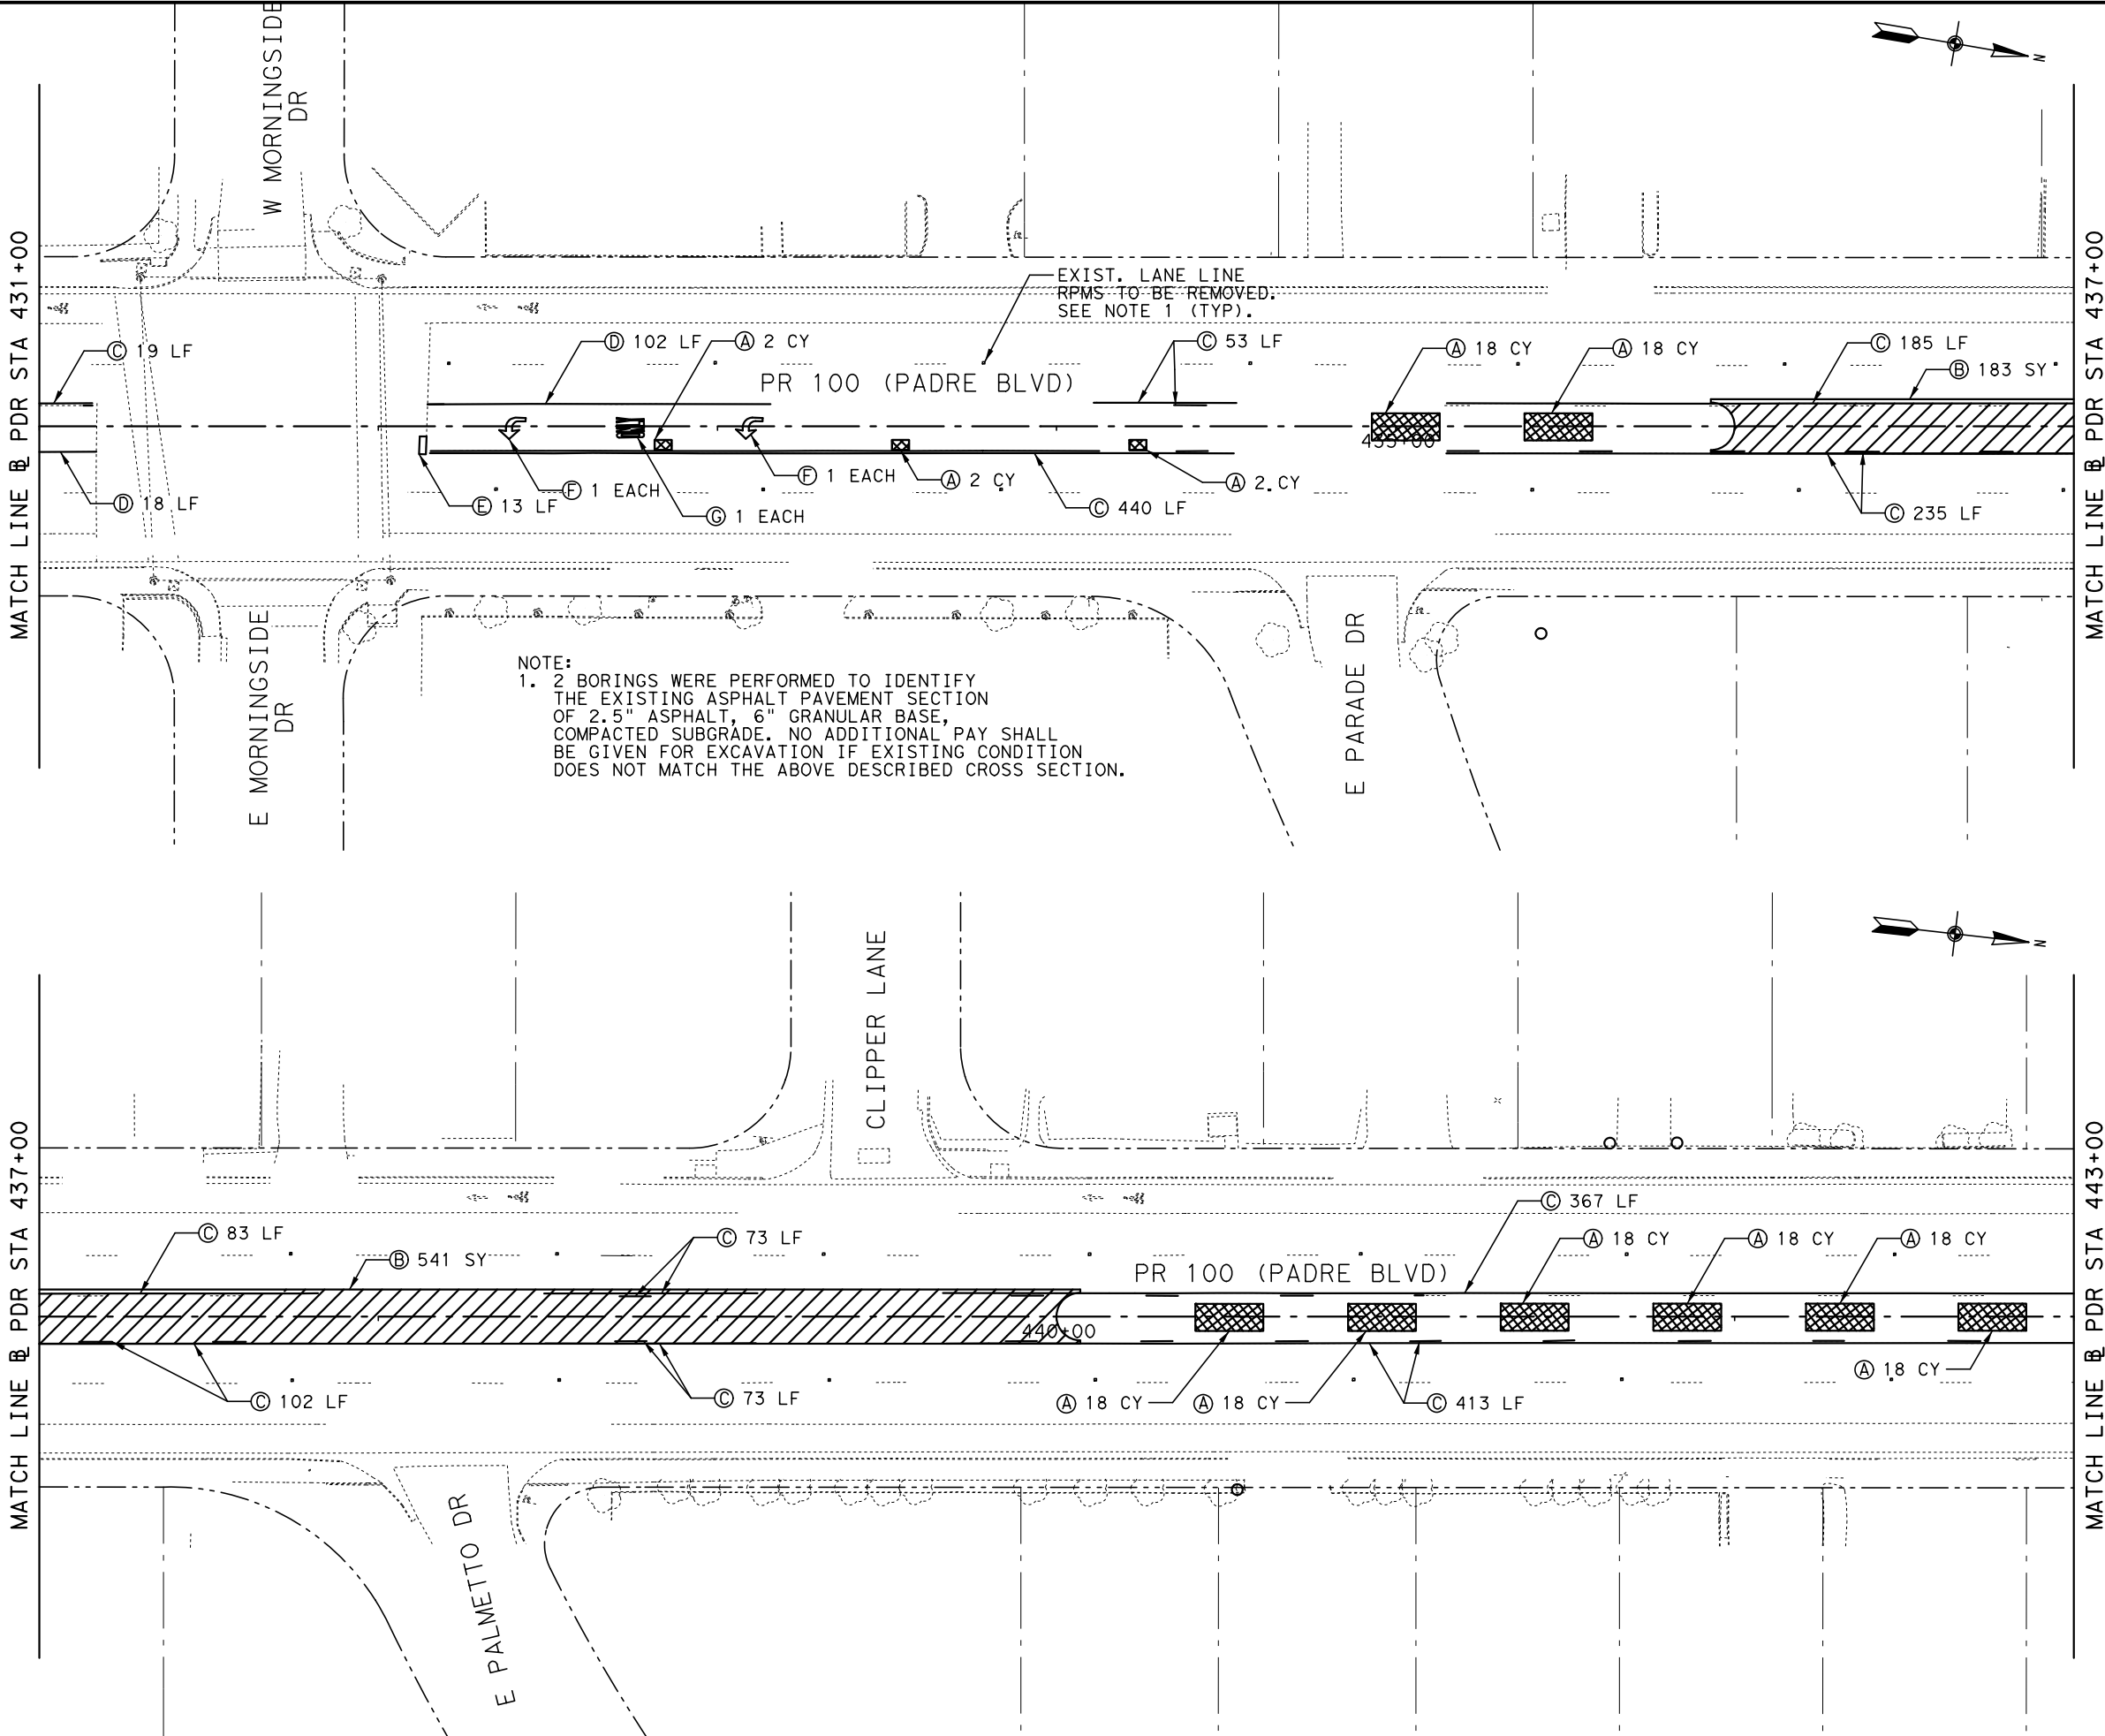 W MORNINGSIDE
DR
N
MATCH LINE ℄ PDR STA 431+00
MATCH LINE ℄ PDR STA 437+00
EXIST. LANE LINE
RPMS TO BE REMOVED.
SEE NOTE 1 (TYP).
Ⓒ 19 LF
Ⓓ 102 LF
Ⓐ 2 CY
Ⓒ 53 LF
Ⓐ 18 CY
Ⓐ 18 CY
Ⓒ 185 LF
Ⓑ 183 SY
PR 100 (PADRE BLVD)
435+00
Ⓓ 18 LF
Ⓔ 13 LF
Ⓕ 1 EACH
Ⓖ 1 EACH
Ⓕ 1 EACH
Ⓐ 2 CY
Ⓒ 440 LF
Ⓐ 2 CY
Ⓒ 235 LF
E MORNINGSIDE
DR
E PARADE DR
NOTE:
1. 2 BORINGS WERE PERFORMED TO IDENTIFY
THE EXISTING ASPHALT PAVEMENT SECTION
OF 2.5" ASPHALT, 6" GRANULAR BASE,
COMPACTED SUBGRADE. NO ADDITIONAL PAY SHALL
BE GIVEN FOR EXCAVATION IF EXISTING CONDITION
DOES NOT MATCH THE ABOVE DESCRIBED CROSS SECTION.
CLIPPER LANE
N
MATCH LINE ℄ PDR STA 437+00
MATCH LINE ℄ PDR STA 443+00
Ⓒ 83 LF
Ⓑ 541 SY
Ⓒ 73 LF
Ⓒ 367 LF
Ⓐ 18 CY
Ⓐ 18 CY
Ⓐ 18 CY
PR 100 (PADRE BLVD)
440+00
Ⓒ 102 LF
Ⓒ 73 LF
Ⓐ 18 CY
Ⓐ 18 CY
Ⓒ 413 LF
Ⓐ 18 CY
E PALMETTO DR